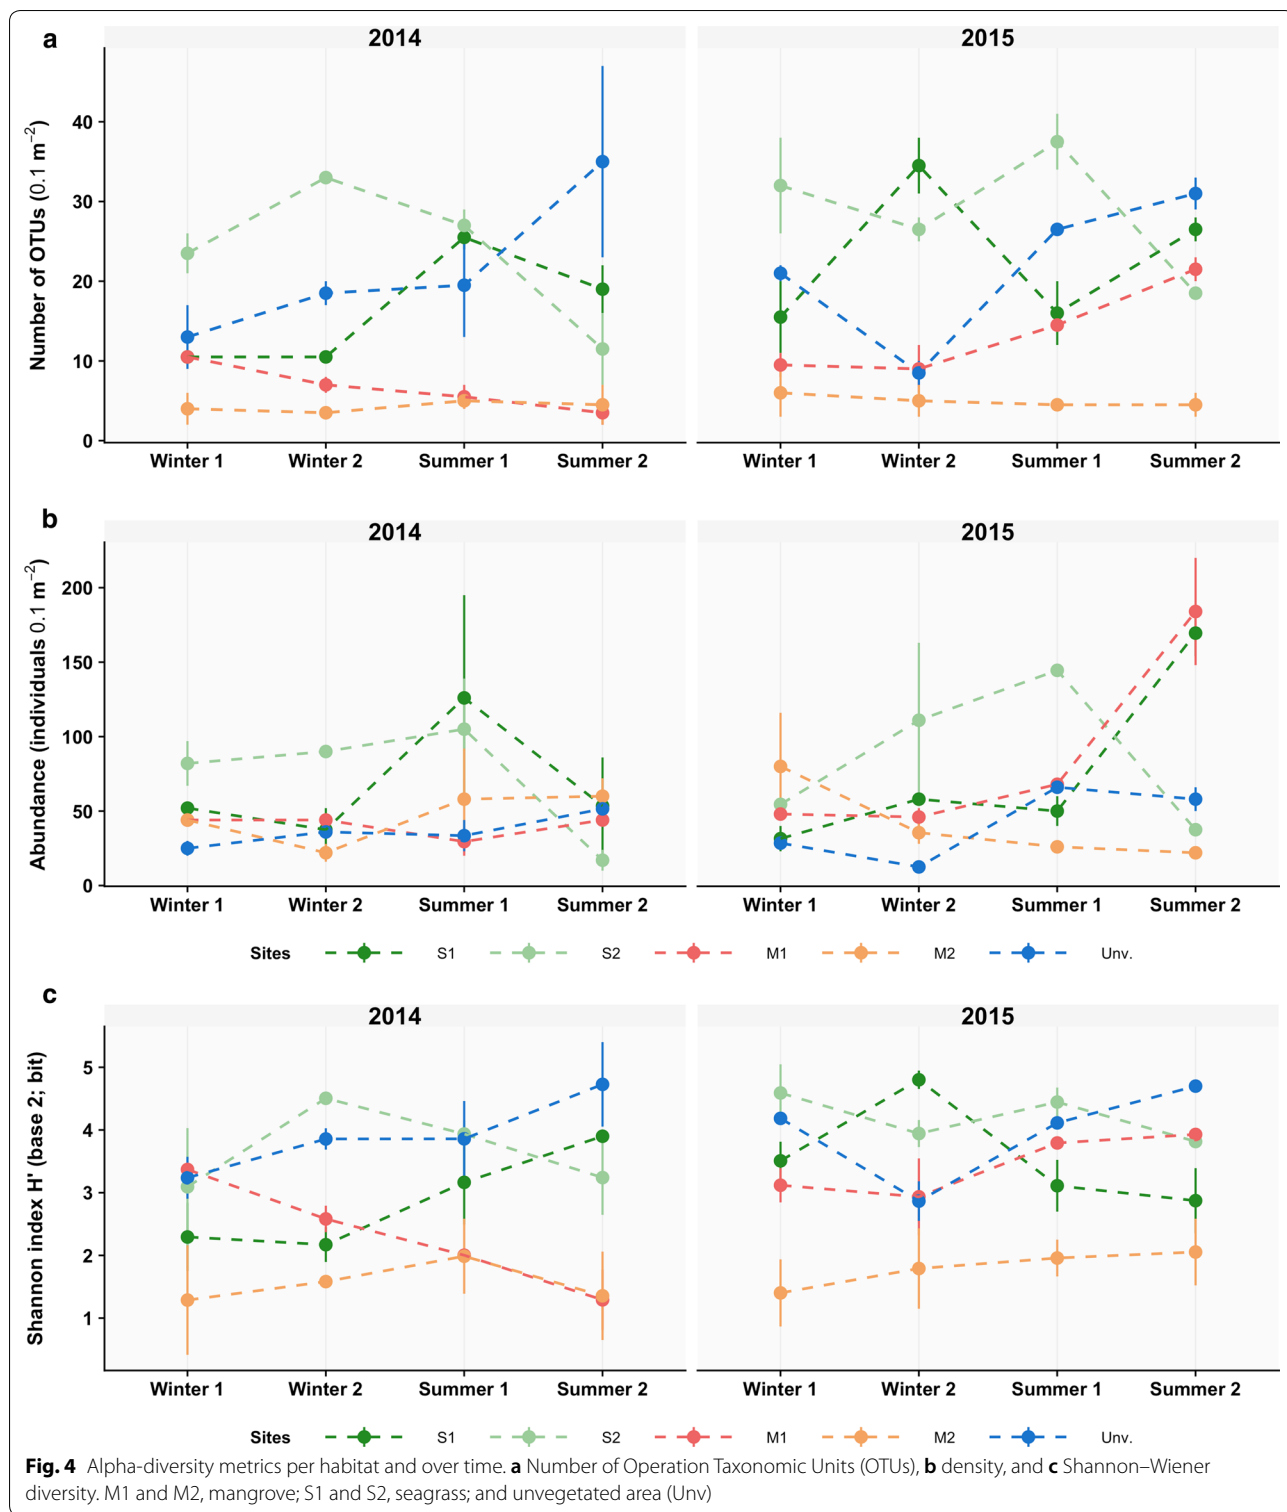 a
2014 2015
Number of OTUs (0.1 m⁻²)
40
30
20
10
0
Winter 1 Winter 2 Summer 1 Summer 2 Winter 1 Winter 2 Summer 1 Summer 2
b
2014 2015
Abundance (individuals 0.1 m⁻²)
200
150
100
50
0
Winter 1 Winter 2 Summer 1 Summer 2 Winter 1 Winter 2 Summer 1 Summer 2
Sites S1 S2 M1 M2 Unv.
c
2014 2015
Shannon index H' (base 2; bit)
5
4
3
2
1
Winter 1 Winter 2 Summer 1 Summer 2 Winter 1 Winter 2 Summer 1 Summer 2
Sites S1 S2 M1 M2 Unv.
Fig. 4 Alpha-diversity metrics per habitat and over time. a Number of Operation Taxonomic Units (OTUs), b density, and c Shannon–Wiener
diversity. M1 and M2, mangrove; S1 and S2, seagrass; and unvegetated area (Unv)